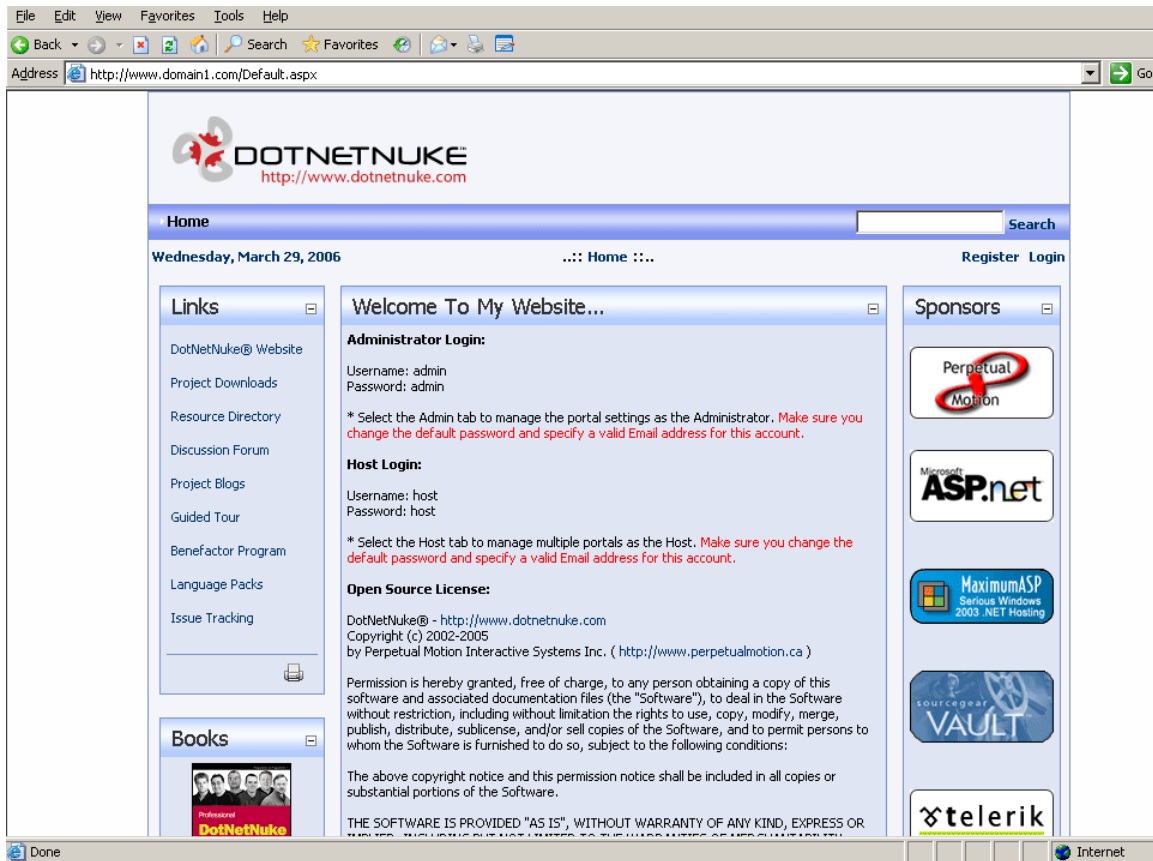 File Edit View Favorites Tools Help
Back Search Favorites
Address http://www.domain1.com/Default.aspx Go
DOTNETNUKE
http://www.dotnetnuke.com
Home Search
Wednesday, March 29, 2006 ..:: Home ::.. Register Login
Links
DotNetNuke® Website
Project Downloads
Resource Directory
Discussion Forum
Project Blogs
Guided Tour
Benefactor Program
Language Packs
Issue Tracking
Books
Professional
DotNetNuke
Welcome To My Website...
Administrator Login:
Username: admin
Password: admin
* Select the Admin tab to manage the portal settings as the Administrator. Make sure you
change the default password and specify a valid Email address for this account.
Host Login:
Username: host
Password: host
* Select the Host tab to manage multiple portals as the Host. Make sure you change the
default password and specify a valid Email address for this account.
Open Source License:
DotNetNuke® - http://www.dotnetnuke.com
Copyright (c) 2002-2005
by Perpetual Motion Interactive Systems Inc. ( http://www.perpetualmotion.ca )
Permission is hereby granted, free of charge, to any person obtaining a copy of this
software and associated documentation files (the "Software"), to deal in the Software
without restriction, including without limitation the rights to use, copy, modify, merge,
publish, distribute, sublicense, and/or sell copies of the Software, and to permit persons to
whom the Software is furnished to do so, subject to the following conditions:
The above copyright notice and this permission notice shall be included in all copies or
substantial portions of the Software.
THE SOFTWARE IS PROVIDED "AS IS", WITHOUT WARRANTY OF ANY KIND, EXPRESS OR
Sponsors
Perpetual
Motion
Microsoft
ASP.net
MaximumASP
Serious Windows
2003 .NET Hosting
sourcegear
VAULT
telerik
Done Internet